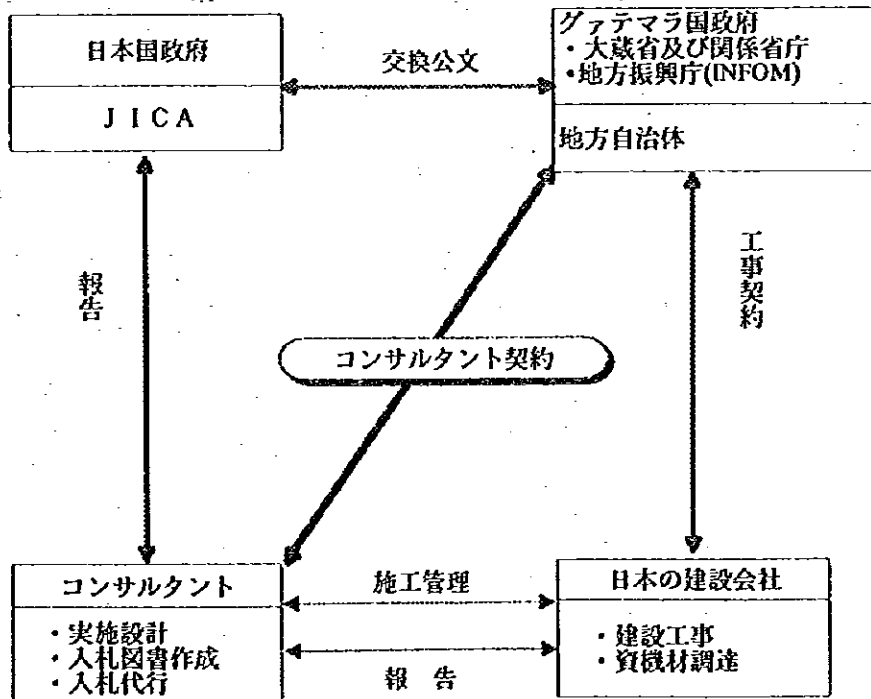 日本国政府
JICA
交換公文
グァテマラ国政府
・大蔵省及び関係省庁
・地方振興庁(INFOM)
地方自治体
報告
工事契約
コンサルタント契約
コンサルタント
・実施設計
・入札図書作成
・入札代行
施工管理
報 告
日本の建設会社
・建設工事
・資機材調達